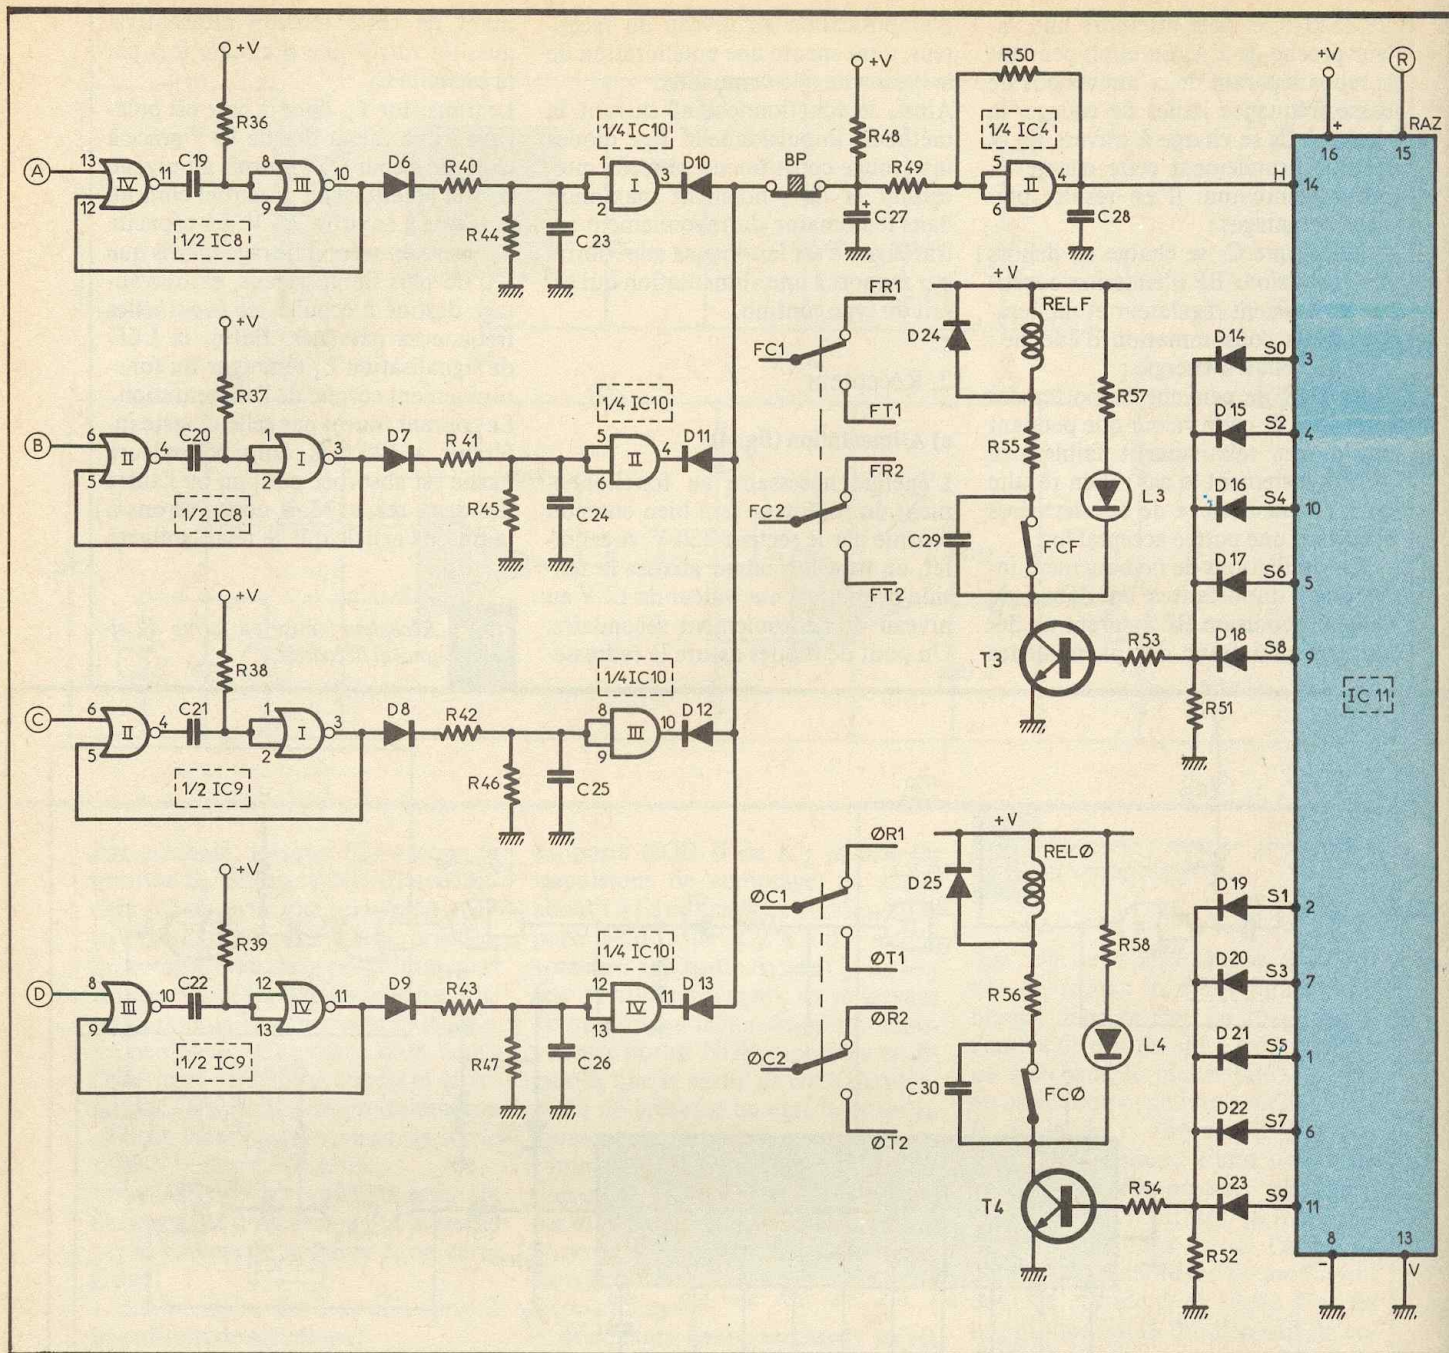 +V
R36
A
13
12
IV
11
C19
8
9
III
10
1/2 IC8
D6
R40
R44
C23
1/4 IC10
1
2
I
3
D10
BP
+V
R48
+
C27
R49
R50
1/4 IC4
5
6
II
4
C28
+V
+
16
R
RAZ
15
H
14
+V
R37
B
6
5
II
4
C20
1
2
I
3
1/2 IC8
D7
R41
R45
C24
1/4 IC10
5
6
II
4
D11
FC1
FR1
FT1
FC2
FR2
FT2
+V
D24
RELF
R55
R57
L3
C29
FCF
T3
R53
R51
D14
S0
3
D15
S2
4
D16
S4
10
D17
S6
5
D18
S8
9
IC 11
+V
R38
C
6
5
II
4
C21
1
2
I
3
1/2 IC9
D8
R42
R46
C25
1/4 IC10
8
9
III
10
D12
+V
R39
D
8
9
III
10
C22
12
13
IV
11
1/2 IC9
D9
R43
R47
C26
1/4 IC10
12
13
IV
11
D13
ØC1
ØR1
ØT1
ØC2
ØR2
ØT2
+V
D25
RELØ
R56
R58
L4
C30
FCØ
T4
R54
R52
D19
S1
2
D20
S3
7
D21
S5
1
D22
S7
6
D23
S9
11
8
-
13
V